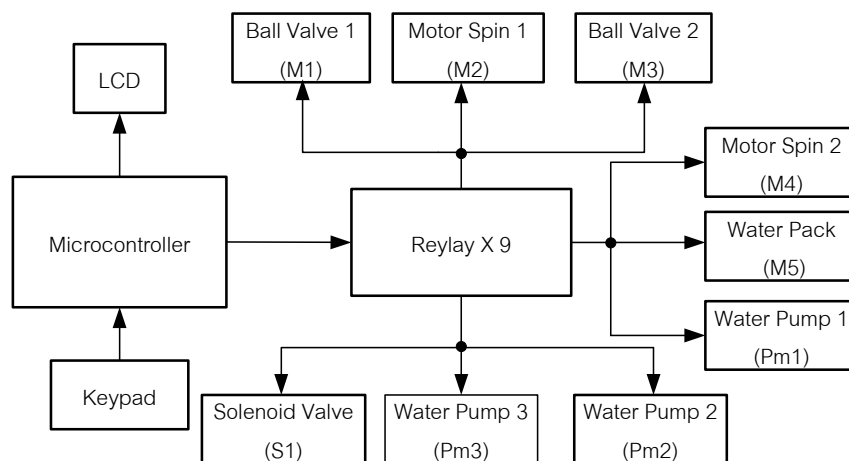 Ball Valve 1
(M1)
Motor Spin 1
(M2)
Ball Valve 2
(M3)
LCD
Motor Spin 2
(M4)
Microcontroller
Reylay X 9
Water Pack
(M5)
Water Pump 1
(Pm1)
Keypad
Solenoid Valve
(S1)
Water Pump 3
(Pm3)
Water Pump 2
(Pm2)